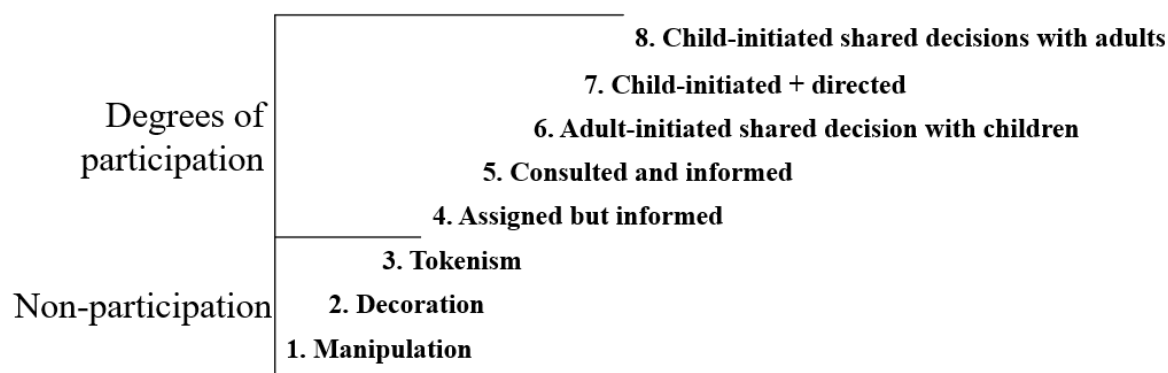 8. Child-initiated shared decisions with adults
7. Child-initiated + directed
Degrees of
participation
6. Adult-initiated shared decision with children
5. Consulted and informed
4. Assigned but informed
3. Tokenism
Non-participation
2. Decoration
1. Manipulation